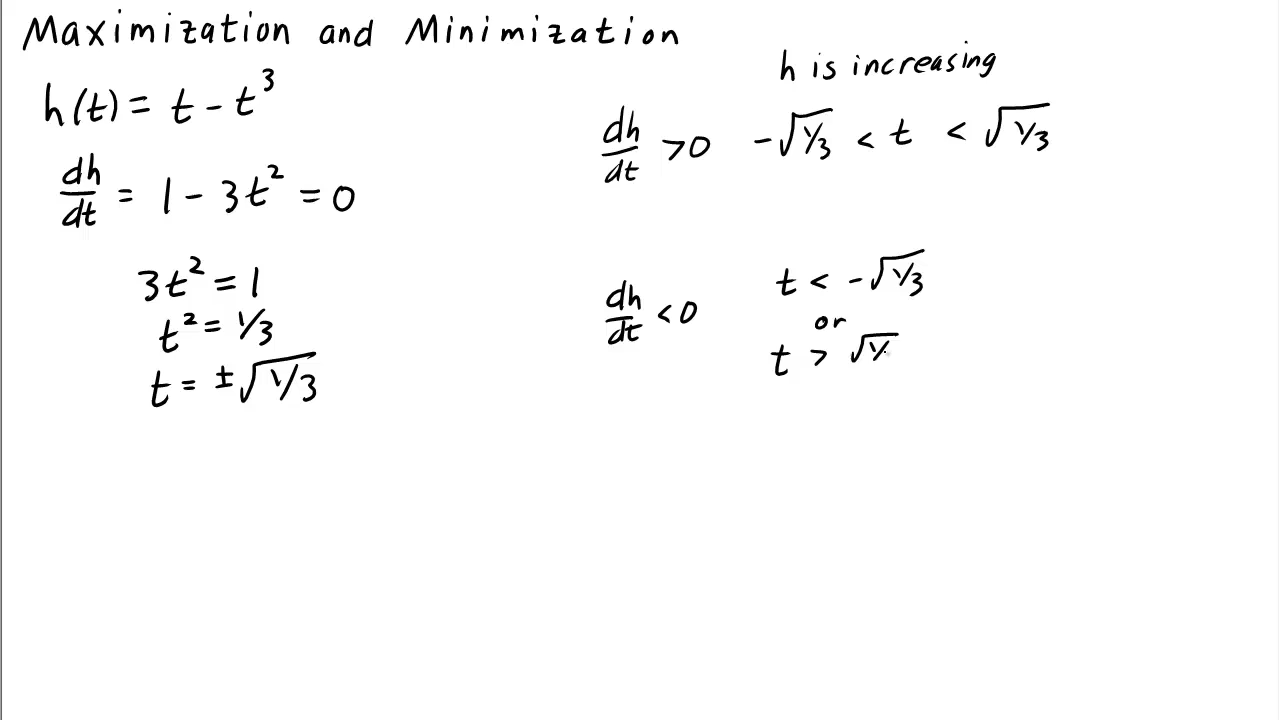 Maximization and Minimization
h(t) = t - t³
dh/dt = 1 - 3t² = 0
3t² = 1
t² = 1/3
t = ±√1/3
h is increasing
dh/dt > 0 -√1/3 < t < √1/3
dh/dt < 0 t < -√1/3
or
t > √1/